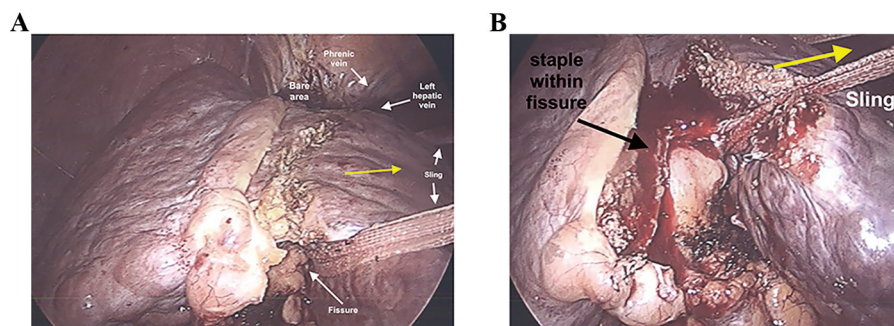 A
Phrenic
vein
Bare
area
Left
hepatic
vein
Sling
Fissure
B
staple
within
fissure
Sling